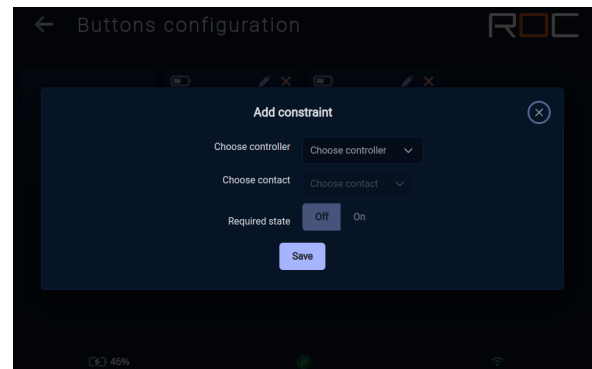 Buttons configuration
ROC
Add constraint
Choose controller Choose controller
Choose contact Choose contact
Required state Off On
Save
46%